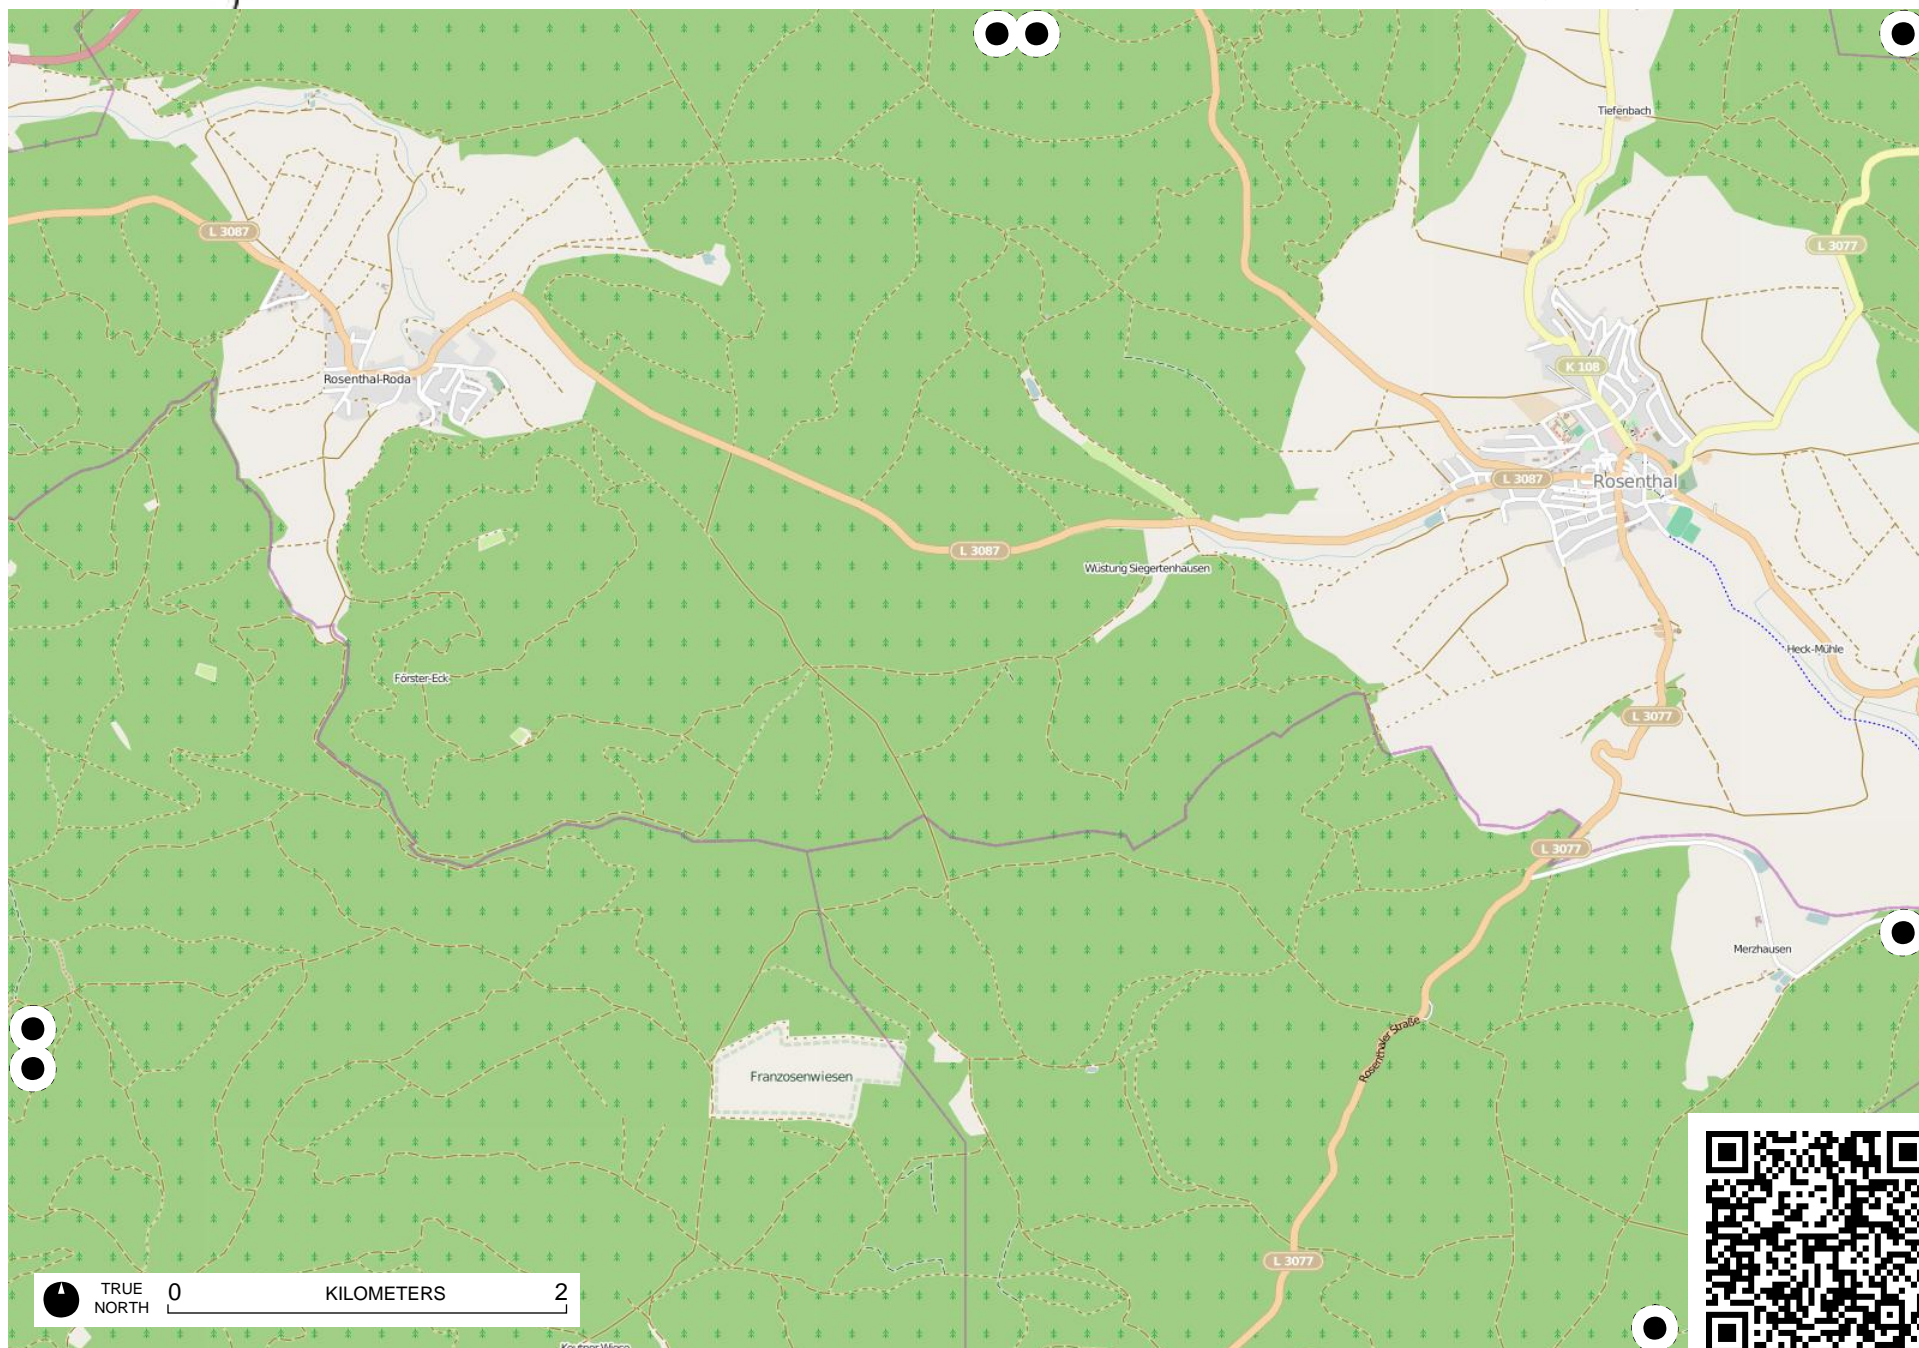 Tiefenbach
L 3087
L 3077
K 108
Rosenthal-Roda
L 3087
Rosenthal
L 3087
Wüstung Siegertenhausen
Heck-Mühle
Förster-Eck
L 3077
L 3077
Merzhausen
Rosenthaler Straße
Franzosenwiesen
L 3077
TRUE
NORTH
0 KILOMETERS 2